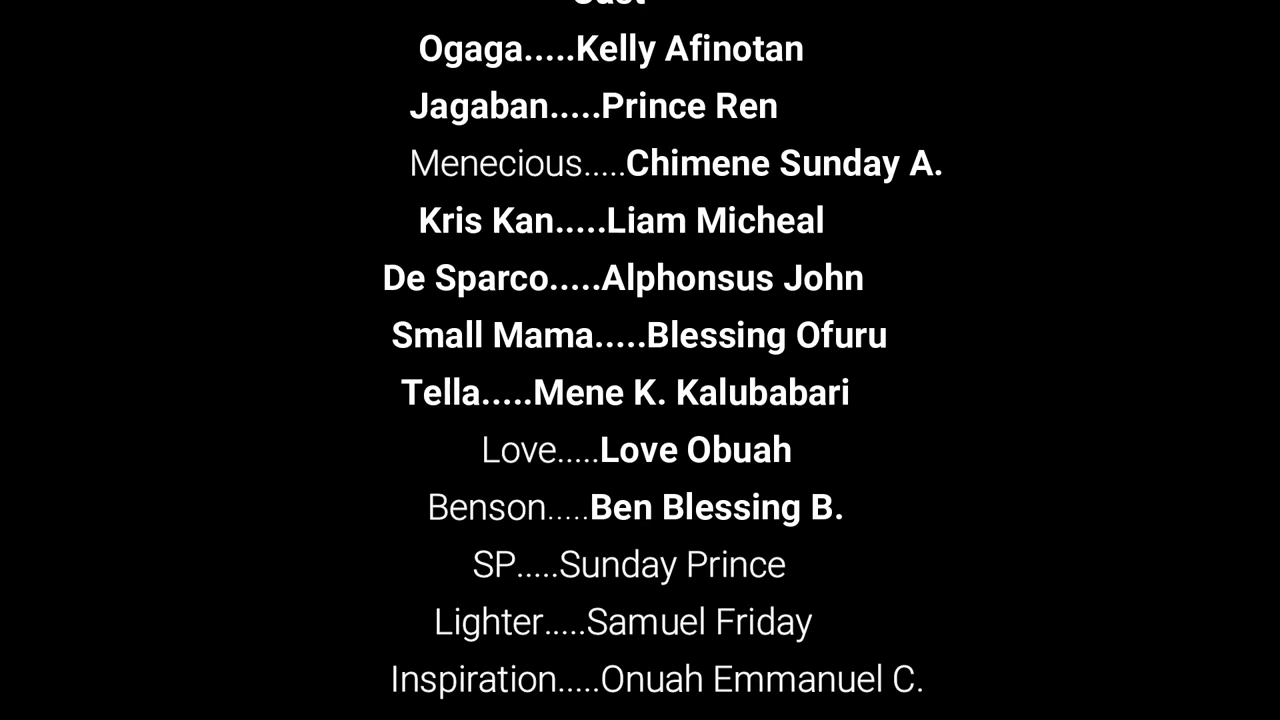 Cast
Ogaga.....Kelly Afinotan
Jagaban.....Prince Ren
Menecious.....Chimene Sunday A.
Kris Kan.....Liam Micheal
De Sparco.....Alphonsus John
Small Mama.....Blessing Ofuru
Tella.....Mene K. Kalubabari
Love.....Love Obuah
Benson.....Ben Blessing B.
SP.....Sunday Prince
Lighter.....Samuel Friday
Inspiration.....Onuah Emmanuel C.